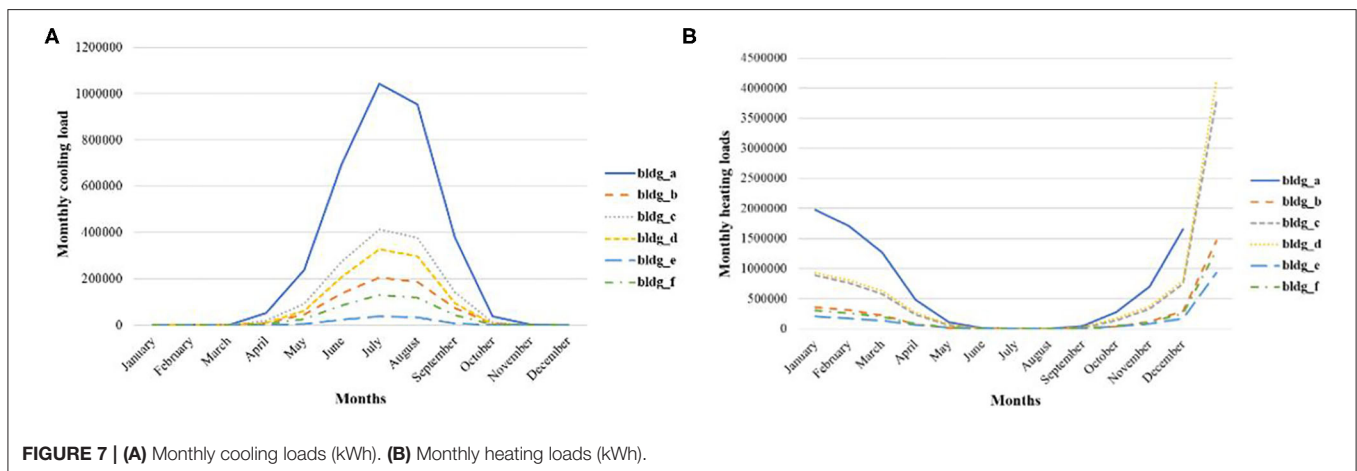 A
1200000
1000000
800000
600000
400000
200000
0
Momthly cooling load
January
February
March
April
May
June
July
August
September
October
November
December
Months
bldg_a
bldg_b
bldg_c
bldg_d
bldg_e
bldg_f
B
4500000
4000000
3500000
3000000
2500000
2000000
1500000
1000000
500000
0
Monthly heating loads
January
February
March
April
May
June
July
August
September
October
November
December
Months
bldg_a
bldg_b
bldg_c
bldg_d
bldg_e
bldg_f
FIGURE 7 | (A) Monthly cooling loads (kWh). (B) Monthly heating loads (kWh).